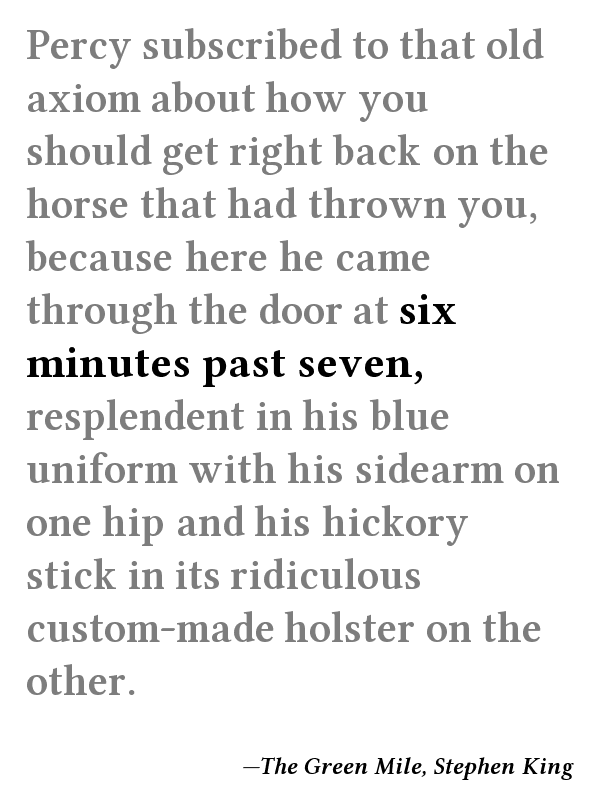 Percy subscribed to that old
axiom about how you
should get right back on the
horse that had thrown you,
because here he came
through the door at six
minutes past seven,
resplendent in his blue
uniform with his sidearm on
one hip and his hickory
stick in its ridiculous
custom-made holster on the
other.
—The Green Mile, Stephen King